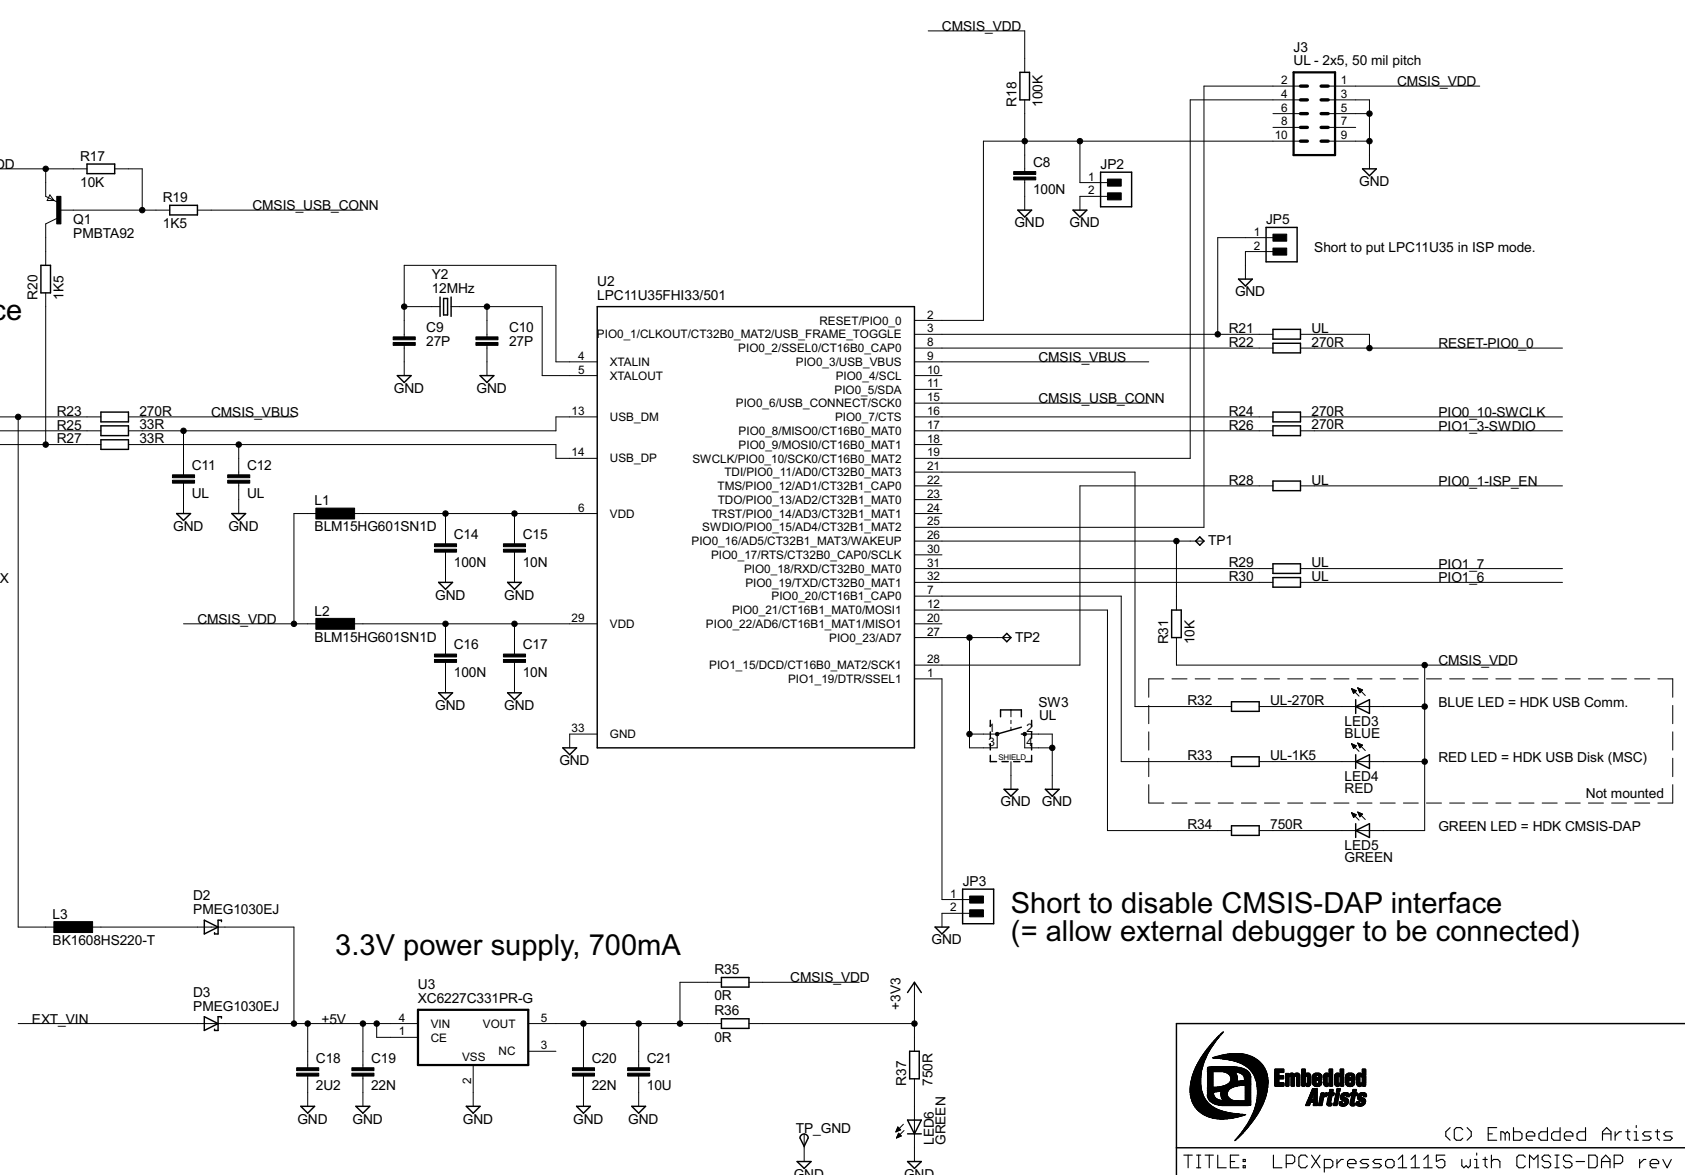 CMSIS_VDD
R18
100K
J3
UL - 2x5, 50 mil pitch
2 1 CMSIS_VDD
4 3
6 5
8 7
10 9
GND
R17
10K
R19
1K5
CMSIS_USB_CONN
Q1
PMBTA92
R20
1K5
C8
100N
GND
JP2
1
2
GND
JP5
1
2
Short to put LPC11U35 in ISP mode.
GND
Y2
12MHz
C9
27P
C10
27P
GND
GND
U2
LPC11U35FHI33/501
4 XTALIN
5 XTALOUT
13 USB_DM
14 USB_DP
6 VDD
29 VDD
33 GND
GND
RESET/PIO0_0 2
PIO0_1/CLKOUT/CT32B0_MAT2/USB_FRAME_TOGGLE 3
PIO0_2/SSEL0/CT16B0_CAP0 8
PIO0_3/USB_VBUS 9
PIO0_4/SCL 10
PIO0_5/SDA 11
PIO0_6/USB_CONNECT/SCK0 15
PIO0_7/CTS 16
PIO0_8/MISO0/CT16B0_MAT0 17
PIO0_9/MOSI0/CT16B0_MAT1 18
SWCLK/PIO0_10/SCK0/CT16B0_MAT2 19
TDI/PIO0_11/AD0/CT32B0_MAT3 21
TMS/PIO0_12/AD1/CT32B1_CAP0 22
TDO/PIO0_13/AD2/CT32B1_MAT0 23
TRST/PIO0_14/AD3/CT32B1_MAT1 24
SWDIO/PIO0_15/AD4/CT32B1_MAT2 25
PIO0_16/AD5/CT32B1_MAT3/WAKEUP 26
PIO0_17/RTS/CT32B0_CAP0/SCLK 30
PIO0_18/RXD/CT32B0_MAT0 31
PIO0_19/TXD/CT32B0_MAT1 32
PIO0_20/CT16B1_CAP0 7
PIO0_21/CT16B1_MAT0/MOSI1 12
PIO0_22/AD6/CT16B1_MAT1/MISO1 20
PIO0_23/AD7 27
PIO1_15/DCD/CT16B0_MAT2/SCK1 28
PIO1_19/DTR/SSEL1 1
CMSIS_VBUS
CMSIS_USB_CONN
R21 UL
R22 270R RESET-PIO0_0
R24 270R PIO0_10-SWCLK
R26 270R PIO1_3-SWDIO
R28 UL PIO0_1-ISP_EN
TP1
R29 UL PIO1_7
R30 UL PIO1_6
R31
10K
TP2
CMSIS_VDD
R23 270R CMSIS_VBUS
R25 33R
R27 33R
C11
UL
C12
UL
GND
GND
L1
BLM15HG601SN1D
C14
100N
C15
10N
GND
GND
CMSIS_VDD
L2
BLM15HG601SN1D
C16
100N
C17
10N
GND
GND
X
SW3
UL
1 2
3 4
SHIELD
GND
GND
R32 UL-270R
LED3
BLUE
BLUE LED = HDK USB Comm.
R33 UL-1K5
LED4
RED
RED LED = HDK USB Disk (MSC)
Not mounted
R34 750R
LED5
GREEN
GREEN LED = HDK CMSIS-DAP
JP3
1
2
GND
Short to disable CMSIS-DAP interface
(= allow external debugger to be connected)
L3
BK1608HS220-T
D2
PMEG1030EJ
3.3V power supply, 700mA
EXT_VIN
D3
PMEG1030EJ
+5V
U3
XC6227C331PR-G
4 VIN
1 CE
VOUT 5
NC 3
VSS
2
GND
C18
2U2
C19
22N
GND
GND
C20
22N
C21
10U
GND
GND
R35
0R
CMSIS_VDD
R36
0R
+3V3
R37
750R
LED6
GREEN
GND
TP_GND
GND
Embedded
Artists
(C) Embedded Artists
TITLE: LPCXpresso1115 with CMSIS-DAP rev